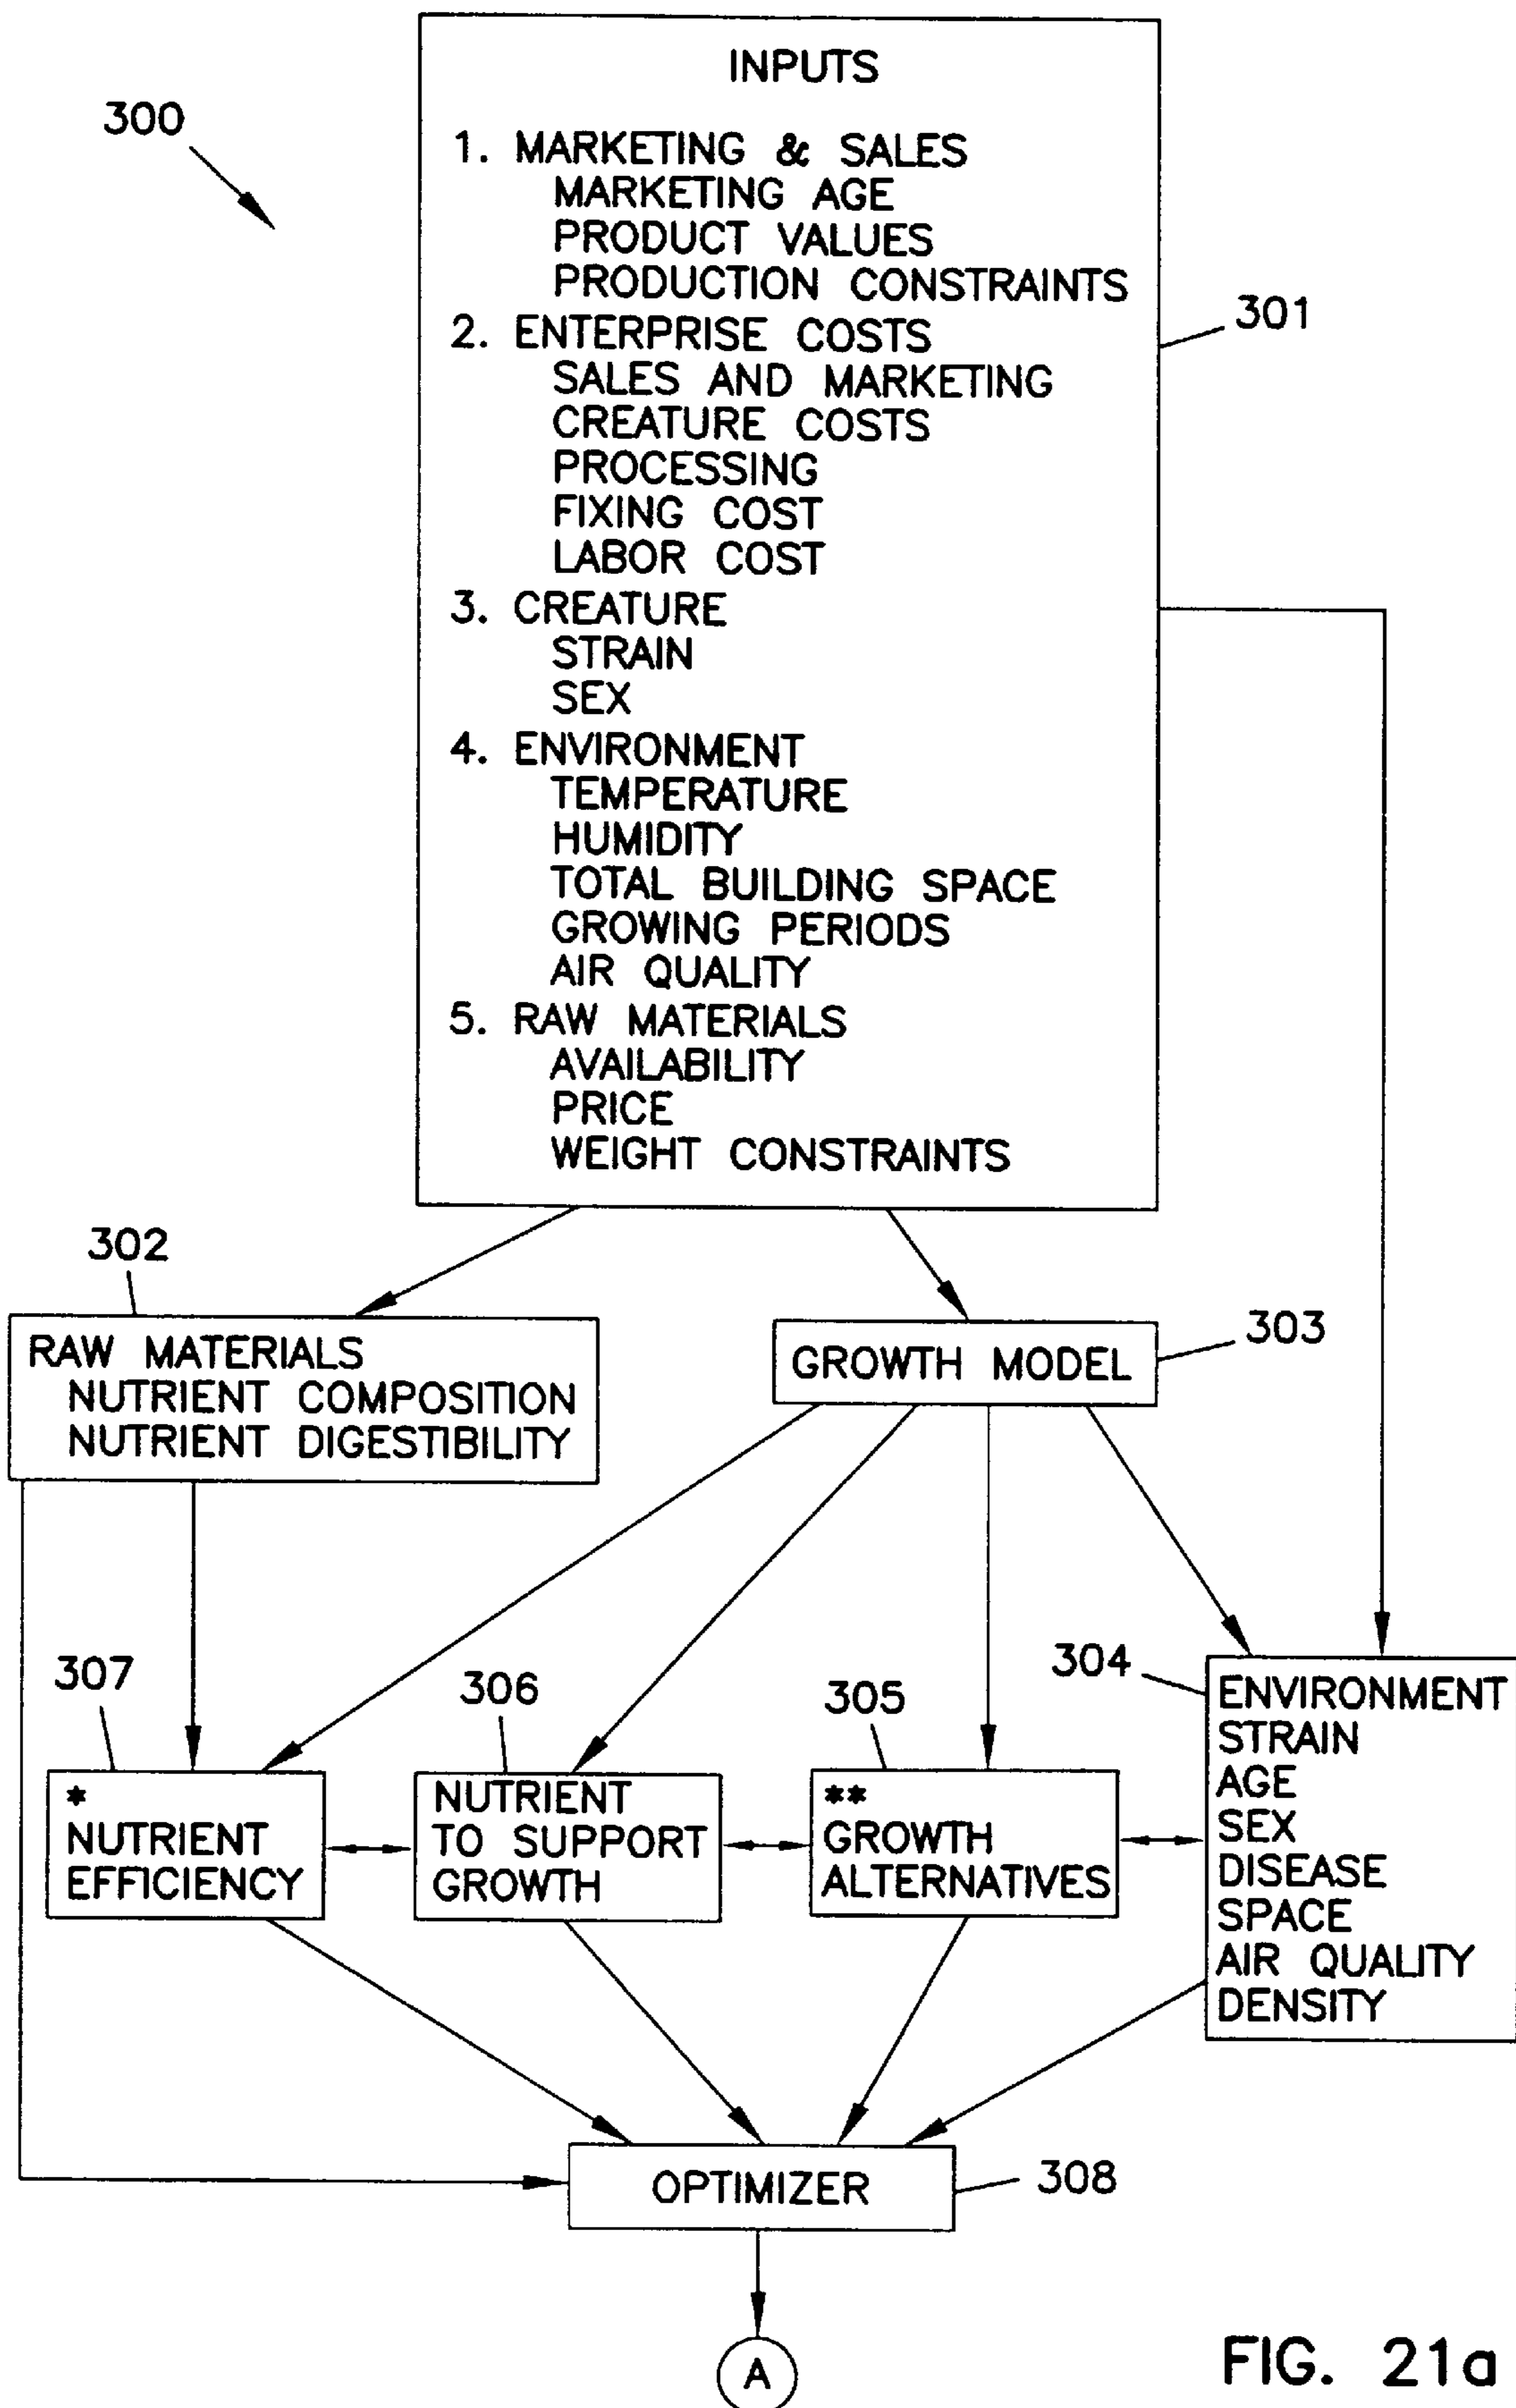 INPUTS
300
1. MARKETING & SALES
MARKETING AGE
PRODUCT VALUES
PRODUCTION CONSTRAINTS
301
2. ENTERPRISE COSTS
SALES AND MARKETING
CREATURE COSTS
PROCESSING
FIXING COST
LABOR COST
3. CREATURE
STRAIN
SEX
4. ENVIRONMENT
TEMPERATURE
HUMIDITY
TOTAL BUILDING SPACE
GROWING PERIODS
AIR QUALITY
5. RAW MATERIALS
AVAILABILITY
PRICE
WEIGHT CONSTRAINTS
302
RAW MATERIALS
NUTRIENT COMPOSITION
NUTRIENT DIGESTIBILITY
303
GROWTH MODEL
307
*
NUTRIENT
EFFICIENCY
306
NUTRIENT
TO SUPPORT
GROWTH
305
**
GROWTH
ALTERNATIVES
304
ENVIRONMENT
STRAIN
AGE
SEX
DISEASE
SPACE
AIR QUALITY
DENSITY
OPTIMIZER
308
A
FIG. 21a